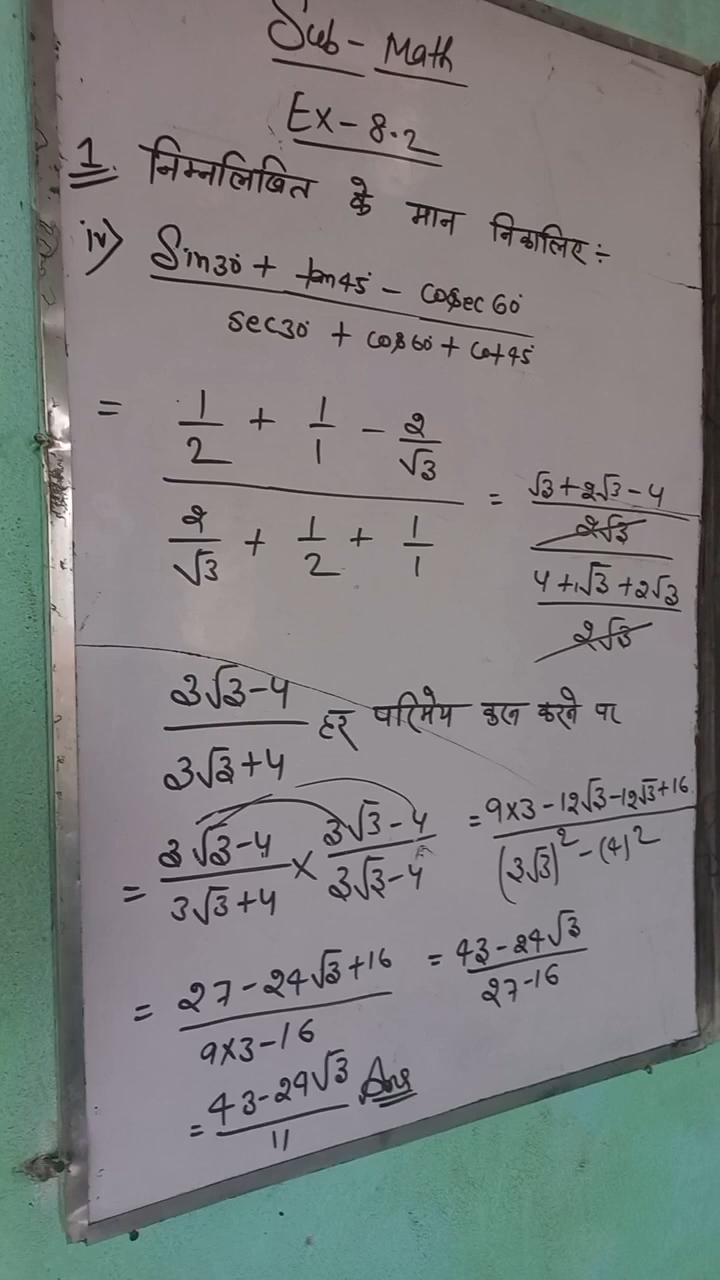 Sub - Math
Ex - 8.2
1. निम्नलिखित के मान निकालिए :-
iv) (Sin30° + tan45° - cosec60°) / (sec30° + cos60° + cot45°)
= (1/2 + 1/1 - 2/√3) / (2/√3 + 1/2 + 1/1) = ((√3 + 2√3 - 4) / 2√3) / ((4 + 1√3 + 2√3) / 2√3)
(3√3 - 4) / (3√3 + 4) हर परिमेय करन करने पर
= (3√3 - 4) / (3√3 + 4) × (3√3 - 4) / (3√3 - 4) = (9×3 - 12√3 - 12√3 + 16) / ((3√3)² - (4)²)
= (27 - 24√3 + 16) / (9×3 - 16) = (43 - 24√3) / (27 - 16)
= (43 - 24√3) / 11 Ans